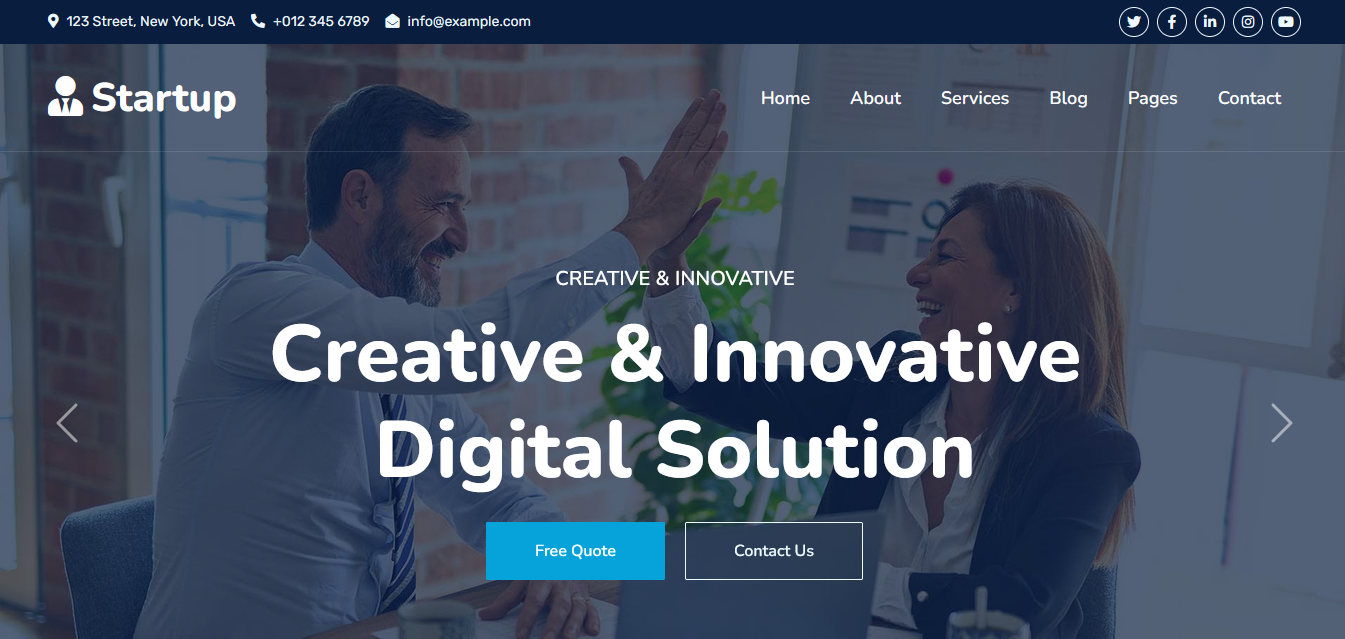 123 Street, New York, USA +012 345 6789 info@example.com
Startup Home About Services Blog Pages Contact
CREATIVE & INNOVATIVE
Creative & Innovative
Digital Solution
Free Quote Contact Us